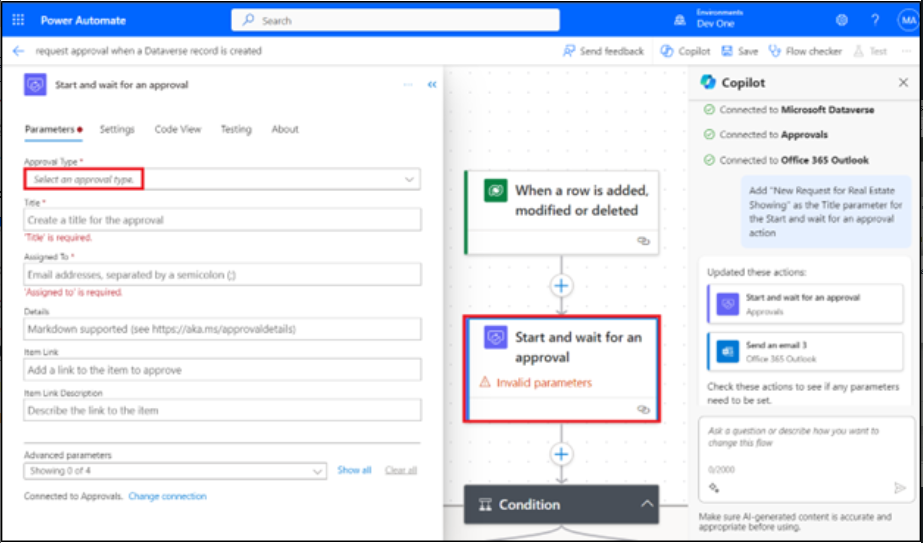 Power Automate
Search
Environments
Dev One
?
MA
request approval when a Dataverse record is created
Send feedback
Copilot
Save
Flow checker
Test
Start and wait for an approval
Parameters
Settings
Code View
Testing
About
Approval Type *
Select an approval type.
Title *
Create a title for the approval
'Title' is required.
Assigned To *
Email addresses, separated by a semicolon (;)
'Assigned to' is required.
Details
Markdown supported (see https://aka.ms/approvaldetails)
Item Link
Add a link to the item to approve
Item Link Description
Describe the link to the item
Advanced parameters
Showing 0 of 4
Show all
Clear all
Connected to Approvals. Change connection
When a row is added,
modified or deleted
Start and wait for an
approval
Invalid parameters
Condition
Copilot
Connected to Microsoft Dataverse
Connected to Approvals
Connected to Office 365 Outlook
Add "New Request for Real Estate
Showing" as the Title parameter for
the Start and wait for an approval
action
Updated these actions:
Start and wait for an approval
Approvals
Send an email 3
Office 365 Outlook
Check these actions to see if any parameters
need to be set.
Ask a question or describe how you want to
change this flow
0/2000
Make sure AI-generated content is accurate and
appropriate before using.